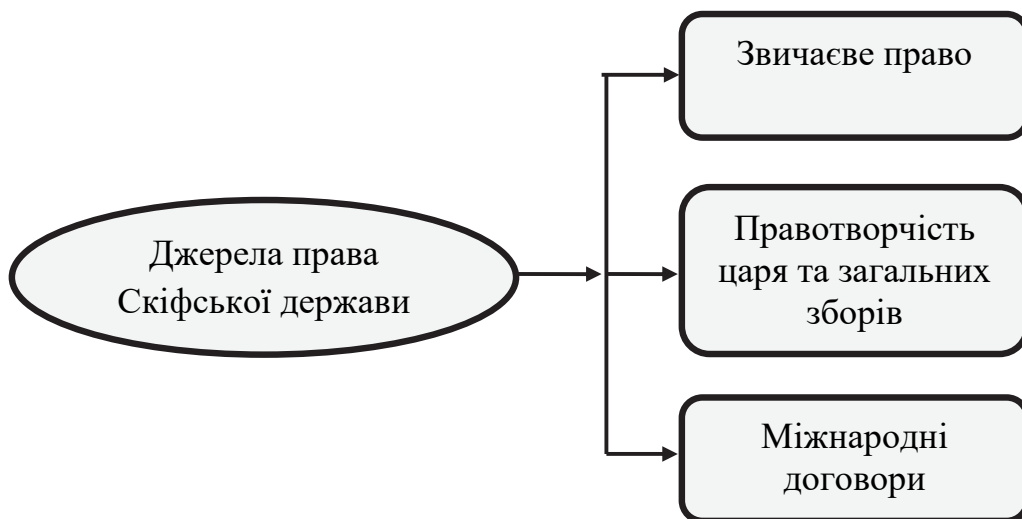 Звичаєве право
Джерела права
Скіфської держави
Правотворчість
царя та загальних
зборів
Міжнародні
договори